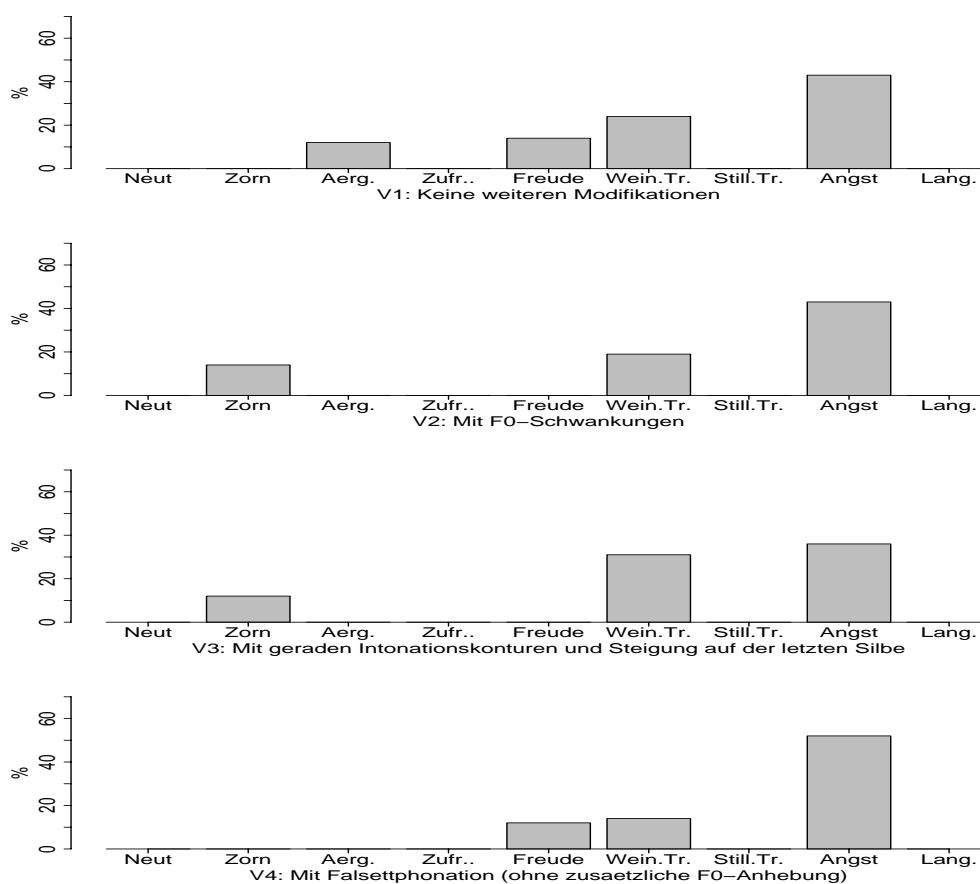 60
40
%
20
0
Neut Zorn Aerg. Zufr.. Freude Wein.Tr. Still.Tr. Angst Lang.
V1: Keine weiteren Modifikationen
60
40
%
20
0
Neut Zorn Aerg. Zufr.. Freude Wein.Tr. Still.Tr. Angst Lang.
V2: Mit F0−Schwankungen
60
40
%
20
0
Neut Zorn Aerg. Zufr.. Freude Wein.Tr. Still.Tr. Angst Lang.
V3: Mit geraden Intonationskonturen und Steigung auf der letzten Silbe
60
40
%
20
0
Neut Zorn Aerg. Zufr.. Freude Wein.Tr. Still.Tr. Angst Lang.
V4: Mit Falsettphonation (ohne zusaetzliche F0−Anhebung)